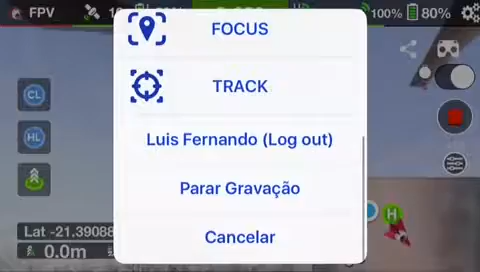 FPV
100%
80%
FOCUS
TRACK
CL
Luis Fernando (Log out)
HL
Parar Gravação
H
Lat -21.39088
0.0m
Cancelar